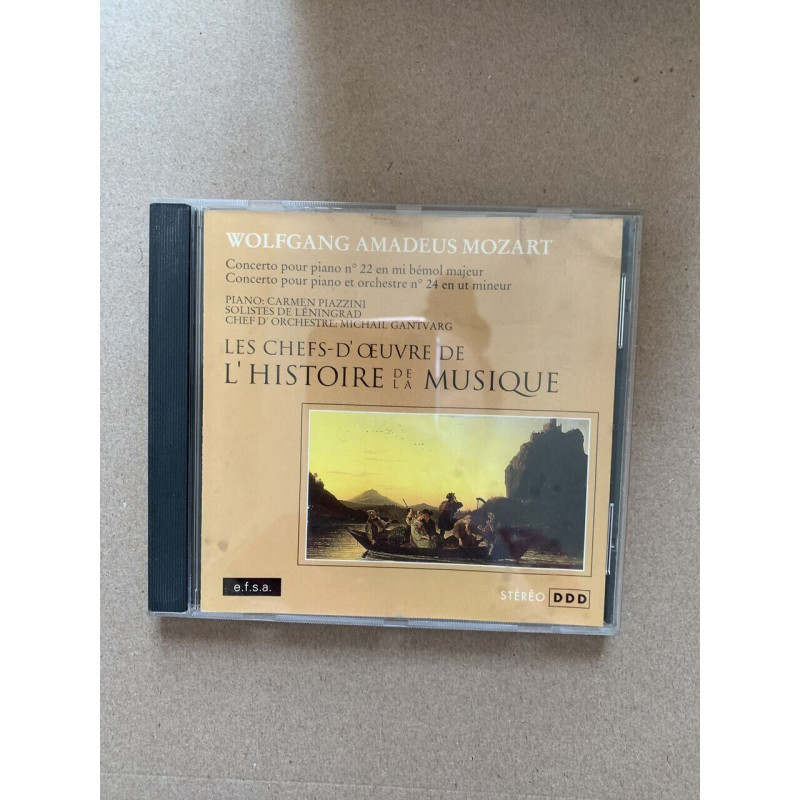 WOLFGANG AMADEUS MOZART
Concerto pour piano n° 22 en mi bémol majeur
Concerto pour piano et orchestre n° 24 en ut mineur
PIANO: CARMEN PIAZZINI
SOLISTES DE LÉNINGRAD
CHEF D' ORCHESTRE: MICHAIL GANTVARG
LES CHEFS-D' ŒUVRE DE
L' HISTOIRE DE LA MUSIQUE
e.f.s.a.
STÉRÉO DDD